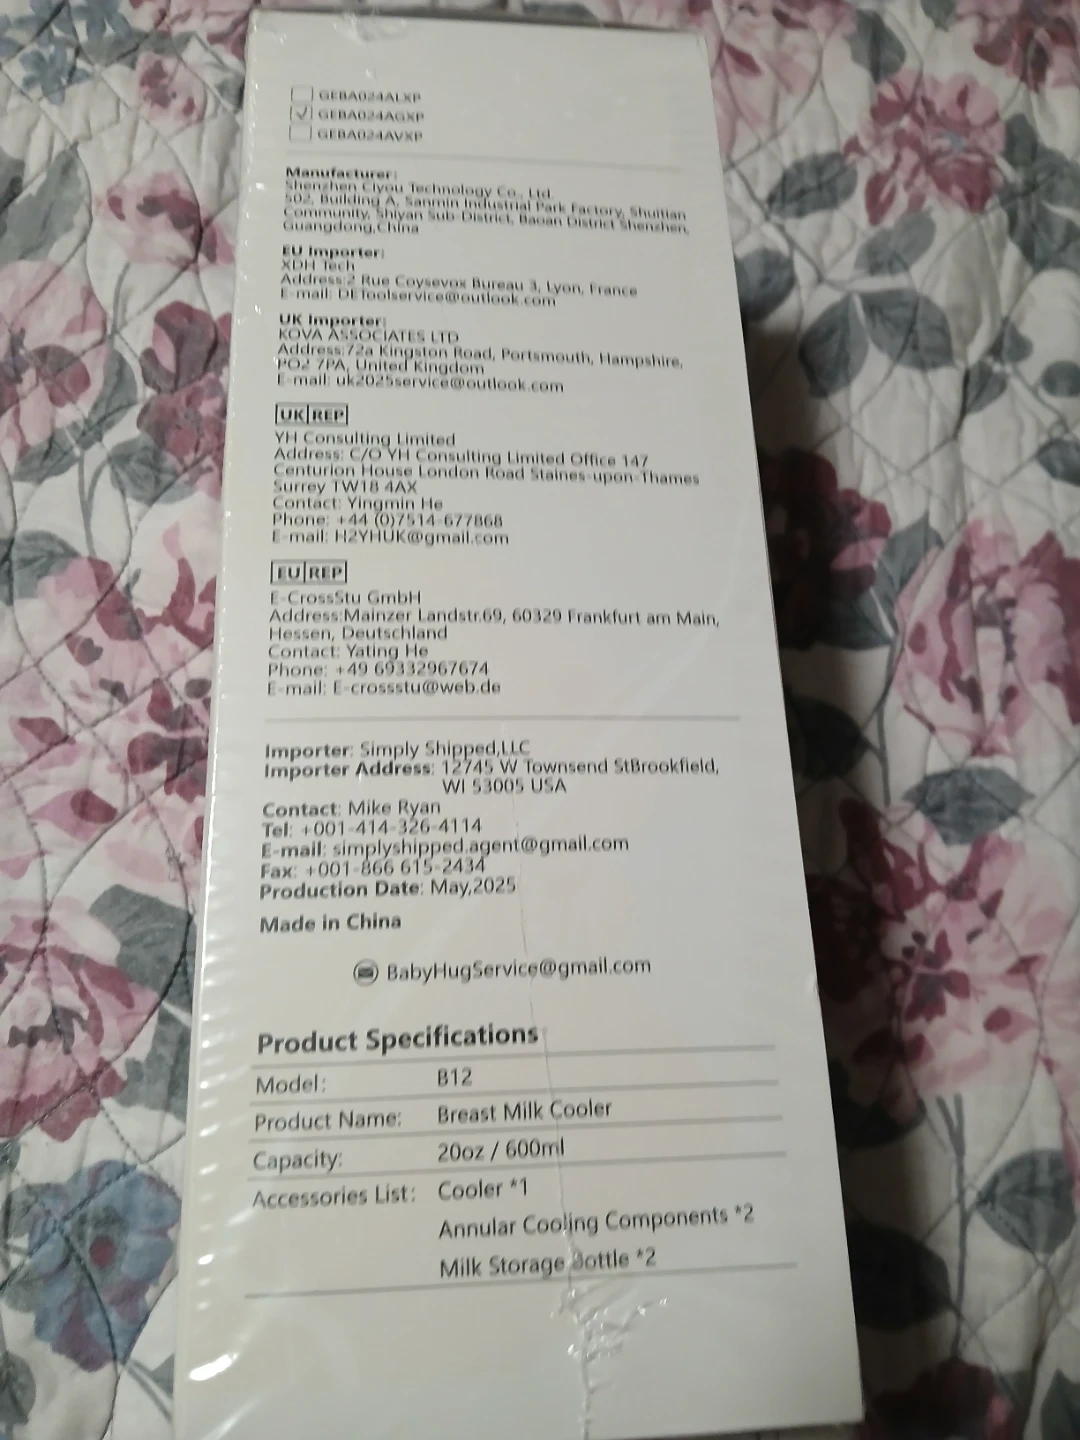 GEBA024ALXP
✓ GEBA024AGXP
GEBA024AVXP
Manufacturer:
Shenzhen Ciyou Technology Co., Ltd.
502, Building A, Sanmin Industrial Park Factory, Shuitian
Community, Shiyan Sub-District, Baoan District Shenzhen,
Guangdong,China
EU Importer:
XDH Tech
Address:2 Rue Coysevox Bureau 3, Lyon, France
E-mail: DEToolservice@outlook.com
UK Importer:
KOVA ASSOCIATES LTD
Address:72a Kingston Road, Portsmouth, Hampshire,
PO2 7PA, United Kingdom
E-mail: uk2025service@outlook.com
UK REP
YH Consulting Limited
Address: C/O YH Consulting Limited Office 147
Centurion House London Road Staines-upon-Thames
Surrey TW18 4AX
Contact: Yingmin He
Phone: +44 (0)7514-677868
E-mail: H2YHUK@gmail.com
EU REP
E-CrossStu GmbH
Address:Mainzer Landstr.69, 60329 Frankfurt am Main,
Hessen, Deutschland
Contact: Yating He
Phone: +49 69332967674
E-mail: E-crossstu@web.de
Importer: Simply Shipped,LLC
Importer Address: 12745 W Townsend StBrookfield,
WI 53005 USA
Contact: Mike Ryan
Tel: +001-414-326-4114
E-mail: simplyshipped.agent@gmail.com
Fax: +001-866 615-2434
Production Date: May,2025
Made in China
BabyHugService@gmail.com
Product Specifications
Model: B12
Product Name: Breast Milk Cooler
Capacity: 20oz / 600ml
Accessories List: Cooler *1
Annular Cooling Components *2
Milk Storage Bottle *2